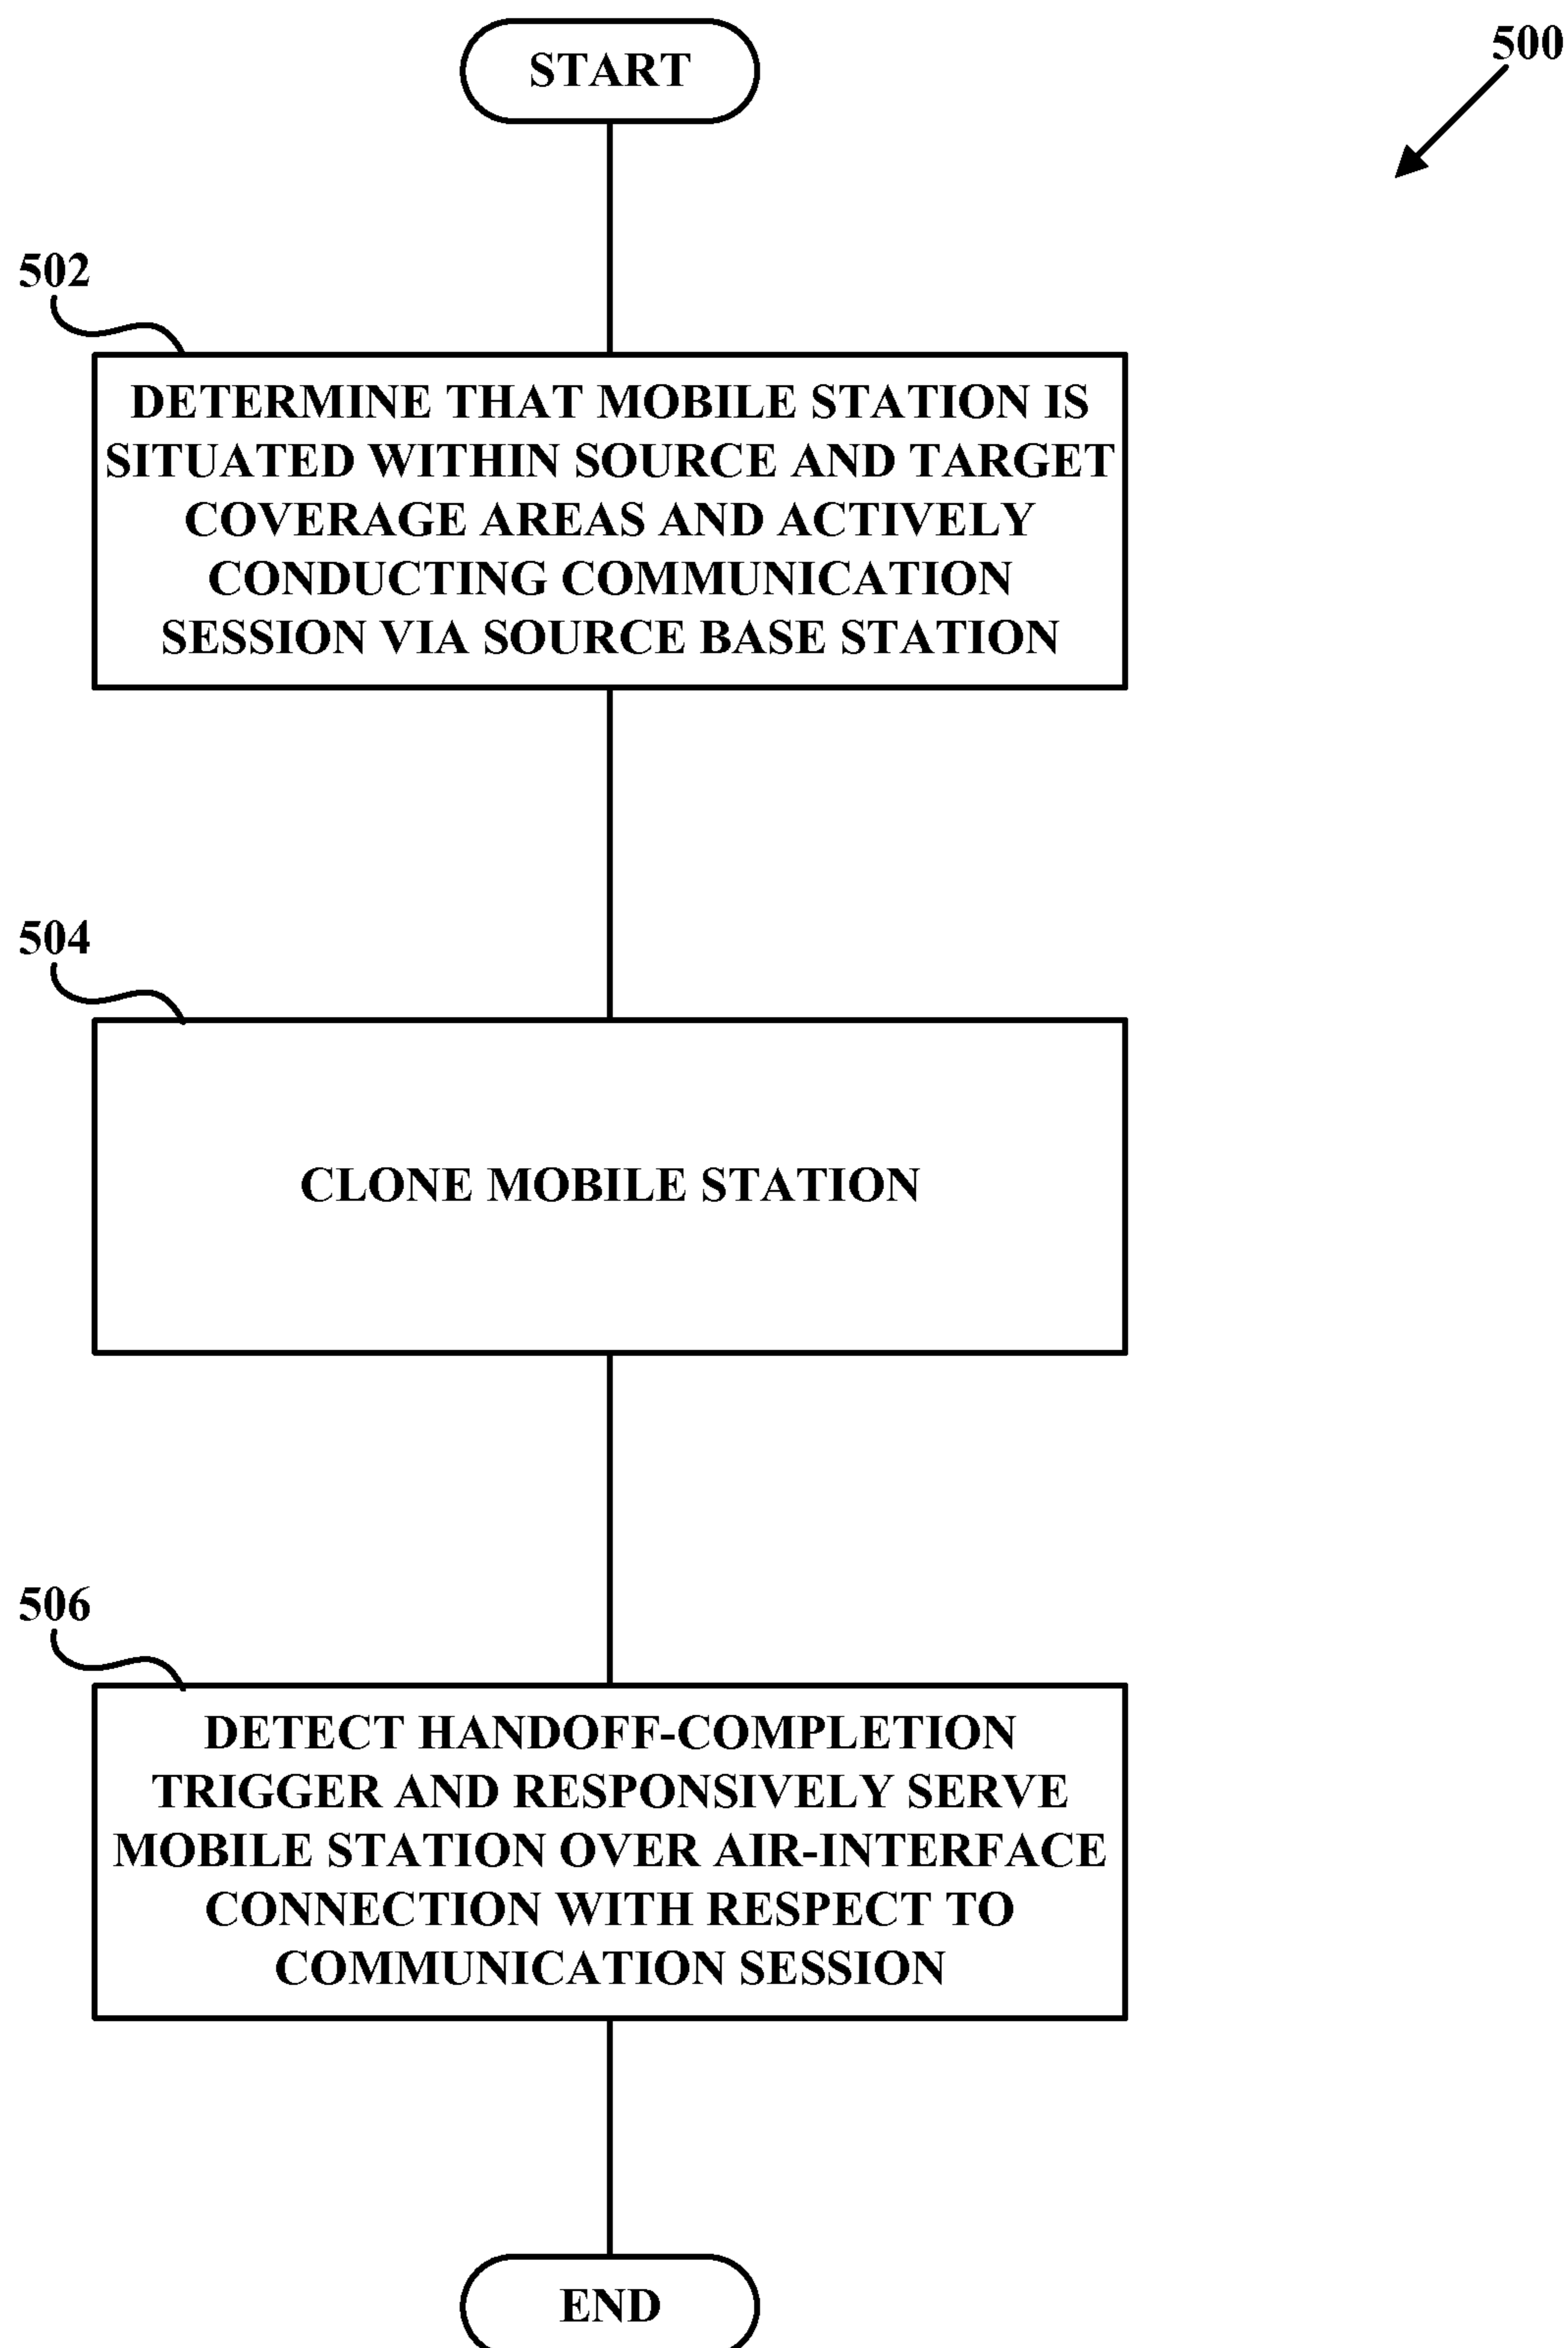 START
500
502
DETERMINE THAT MOBILE STATION IS
SITUATED WITHIN SOURCE AND TARGET
COVERAGE AREAS AND ACTIVELY
CONDUCTING COMMUNICATION
SESSION VIA SOURCE BASE STATION
504
CLONE MOBILE STATION
506
DETECT HANDOFF-COMPLETION
TRIGGER AND RESPONSIVELY SERVE
MOBILE STATION OVER AIR-INTERFACE
CONNECTION WITH RESPECT TO
COMMUNICATION SESSION
END